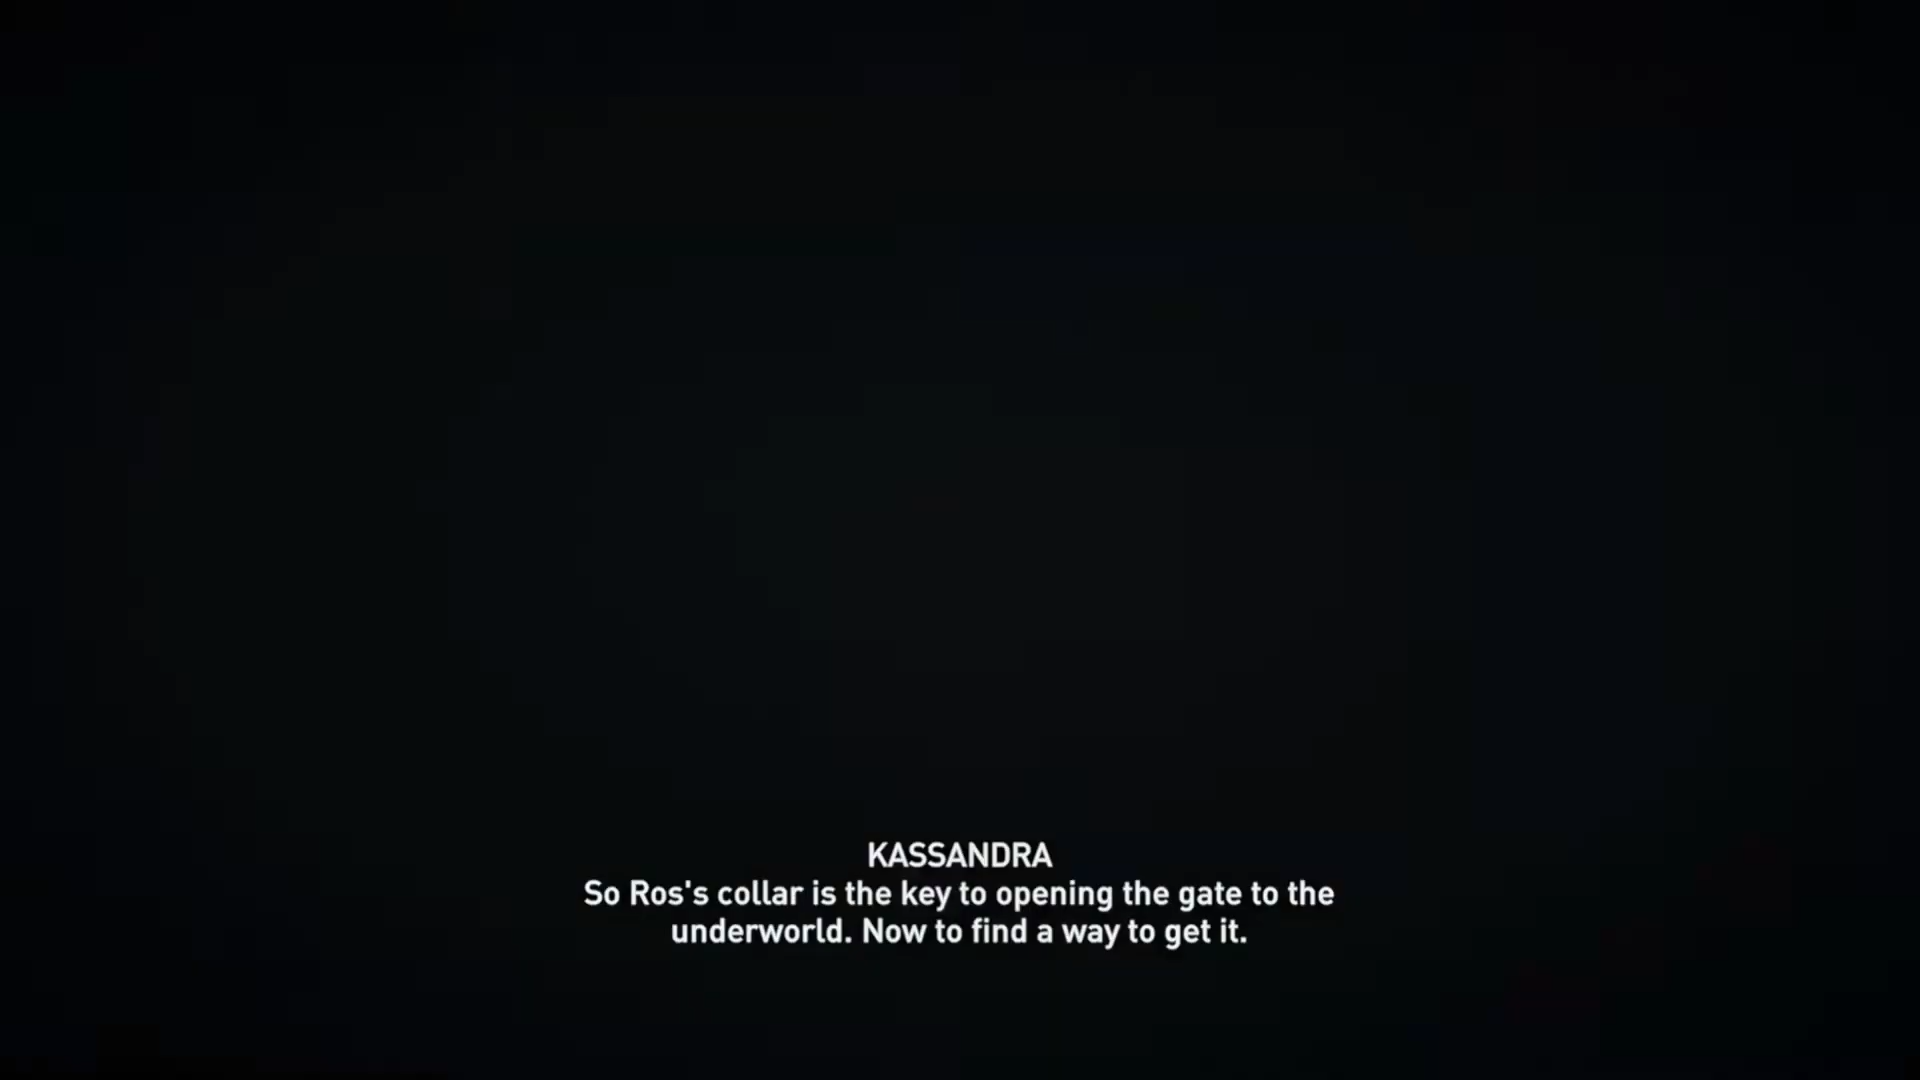 KASSANDRA
So Ros's collar is the key to opening the gate to the
underworld. Now to find a way to get it.